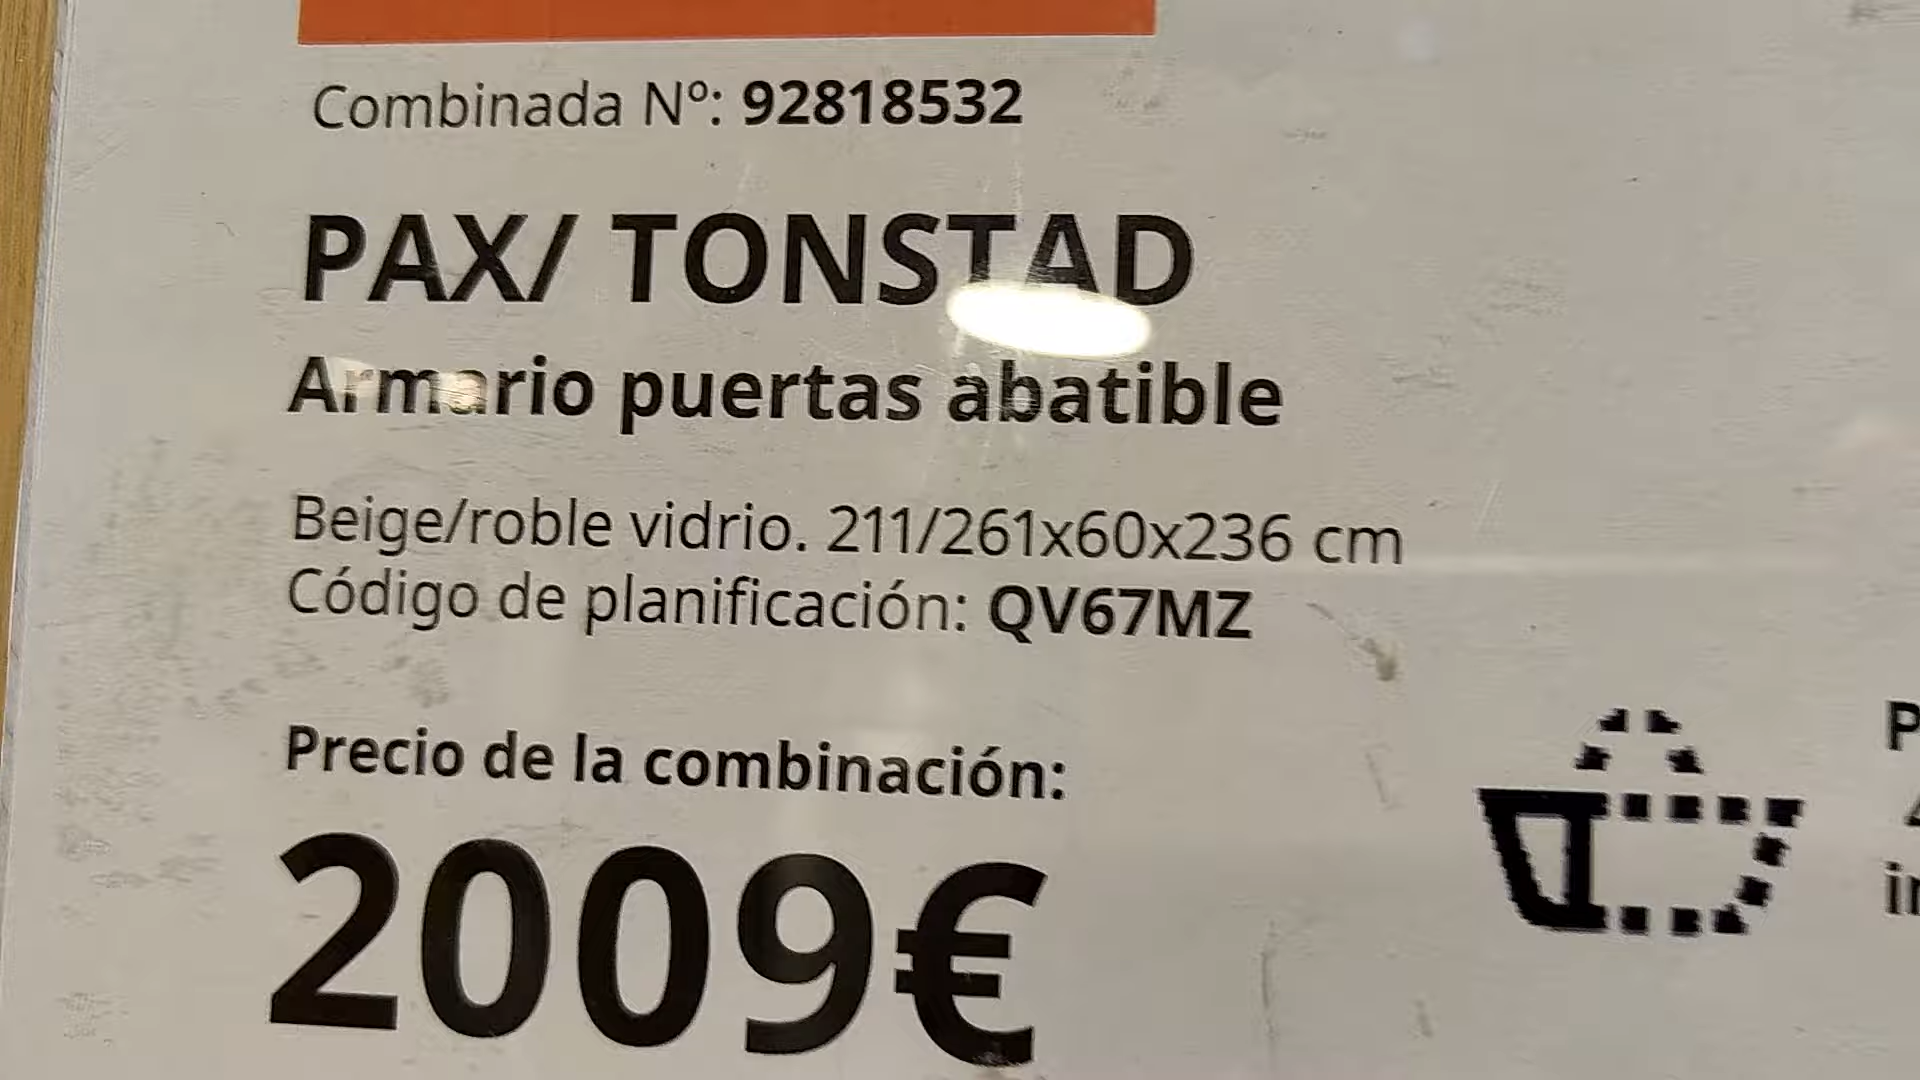 Combinada Nº: 92818532
PAX/ TONSTAD
Armario puertas abatible
Beige/roble vidrio. 211/261x60x236 cm
Código de planificación: QV67MZ
Precio de la combinación:
2009€